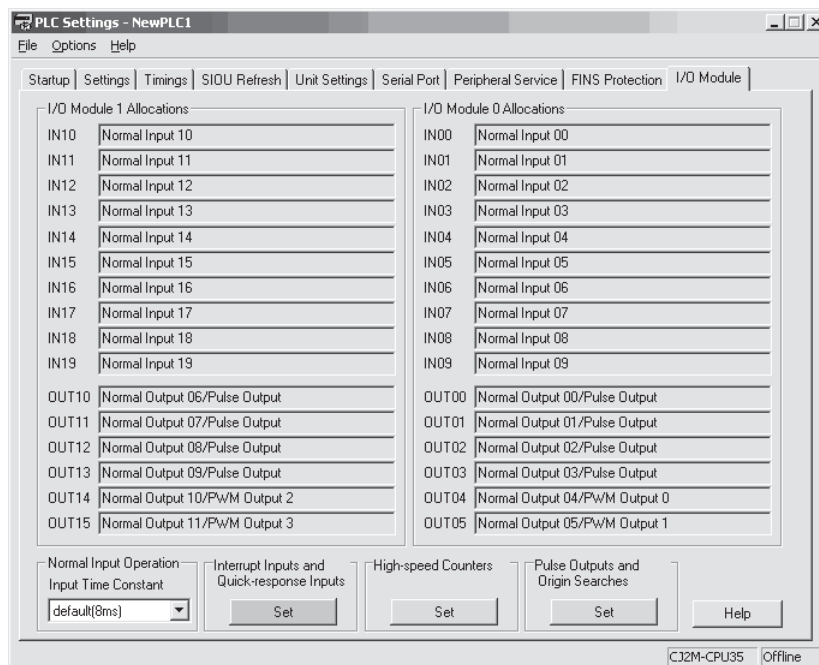 PLC Settings - NewPLC1
File Options Help
Startup Settings Timings SIOU Refresh Unit Settings Serial Port Peripheral Service FINS Protection I/O Module
I/O Module 1 Allocations
IN10 Normal Input 10
IN11 Normal Input 11
IN12 Normal Input 12
IN13 Normal Input 13
IN14 Normal Input 14
IN15 Normal Input 15
IN16 Normal Input 16
IN17 Normal Input 17
IN18 Normal Input 18
IN19 Normal Input 19
OUT10 Normal Output 06/Pulse Output
OUT11 Normal Output 07/Pulse Output
OUT12 Normal Output 08/Pulse Output
OUT13 Normal Output 09/Pulse Output
OUT14 Normal Output 10/PWM Output 2
OUT15 Normal Output 11/PWM Output 3
I/O Module 0 Allocations
IN00 Normal Input 00
IN01 Normal Input 01
IN02 Normal Input 02
IN03 Normal Input 03
IN04 Normal Input 04
IN05 Normal Input 05
IN06 Normal Input 06
IN07 Normal Input 07
IN08 Normal Input 08
IN09 Normal Input 09
OUT00 Normal Output 00/Pulse Output
OUT01 Normal Output 01/Pulse Output
OUT02 Normal Output 02/Pulse Output
OUT03 Normal Output 03/Pulse Output
OUT04 Normal Output 04/PWM Output 0
OUT05 Normal Output 05/PWM Output 1
Normal Input Operation
Input Time Constant
default(8ms)
Interrupt Inputs and
Quick-response Inputs
Set
High-speed Counters
Set
Pulse Outputs and
Origin Searches
Set
Help
CJ2M-CPU35 Offline